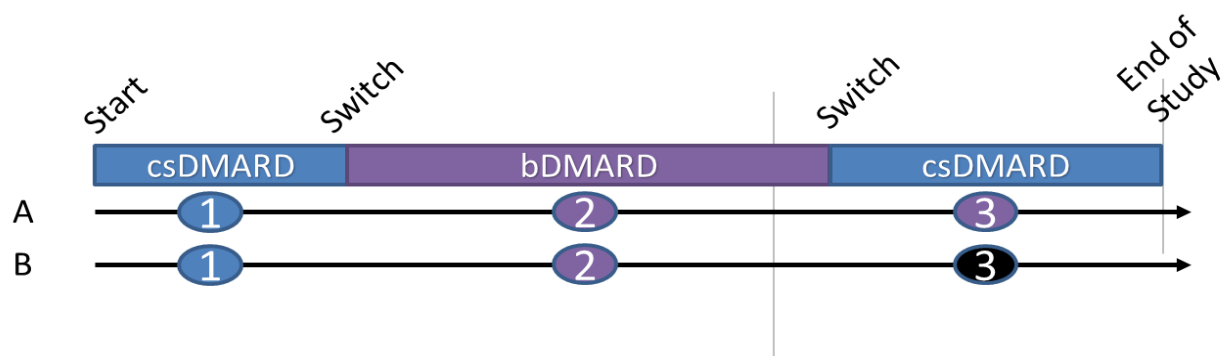 Start
Switch
Switch
End of
Study
csDMARD
bDMARD
csDMARD
A
1
2
3
B
1
2
3